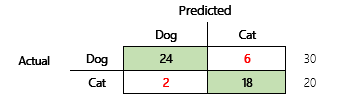 Predicted
Dog Cat
Actual Dog 24 6 30
Cat 2 18 20